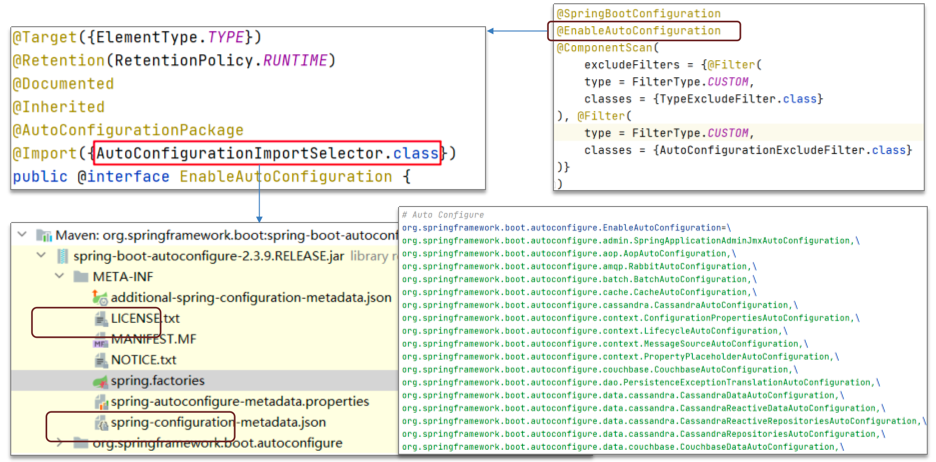 @Target({ElementType.TYPE})
@Retention(RetentionPolicy.RUNTIME)
@Documented
@Inherited
@AutoConfigurationPackage
@Import({AutoConfigurationImportSelector.class})
public @interface EnableAutoConfiguration {
@SpringBootConfiguration
@EnableAutoConfiguration
@ComponentScan(
excludeFilters = {@Filter(
type = FilterType.CUSTOM,
classes = {TypeExcludeFilter.class}
), @Filter(
type = FilterType.CUSTOM,
classes = {AutoConfigurationExcludeFilter.class}
)}
)
Maven: org.springframework.boot:spring-boot-autoconf
spring-boot-autoconfigure-2.3.9.RELEASE.jar library r
META-INF
additional-spring-configuration-metadata.json
LICENSE.txt
MANIFEST.MF
NOTICE.txt
spring.factories
spring-autoconfigure-metadata.properties
spring-configuration-metadata.json
org.springframework.boot.autoconfigure
# Auto Configure
org.springframework.boot.autoconfigure.EnableAutoConfiguration=\
org.springframework.boot.autoconfigure.admin.SpringApplicationAdminJmxAutoConfiguration,\
org.springframework.boot.autoconfigure.aop.AopAutoConfiguration,\
org.springframework.boot.autoconfigure.amqp.RabbitAutoConfiguration,\
org.springframework.boot.autoconfigure.batch.BatchAutoConfiguration,\
org.springframework.boot.autoconfigure.cache.CacheAutoConfiguration,\
org.springframework.boot.autoconfigure.cassandra.CassandraAutoConfiguration,\
org.springframework.boot.autoconfigure.context.ConfigurationPropertiesAutoConfiguration,\
org.springframework.boot.autoconfigure.context.LifecycleAutoConfiguration,\
org.springframework.boot.autoconfigure.context.MessageSourceAutoConfiguration,\
org.springframework.boot.autoconfigure.context.PropertyPlaceholderAutoConfiguration,\
org.springframework.boot.autoconfigure.couchbase.CouchbaseAutoConfiguration,\
org.springframework.boot.autoconfigure.dao.PersistenceExceptionTranslationAutoConfiguration,\
org.springframework.boot.autoconfigure.data.cassandra.CassandraDataAutoConfiguration,\
org.springframework.boot.autoconfigure.data.cassandra.CassandraReactiveDataAutoConfiguration,\
org.springframework.boot.autoconfigure.data.cassandra.CassandraReactiveRepositoriesAutoConfiguration,\
org.springframework.boot.autoconfigure.data.cassandra.CassandraRepositoriesAutoConfiguration,\
org.springframework.boot.autoconfigure.data.couchbase.CouchbaseDataAutoConfiguration,\